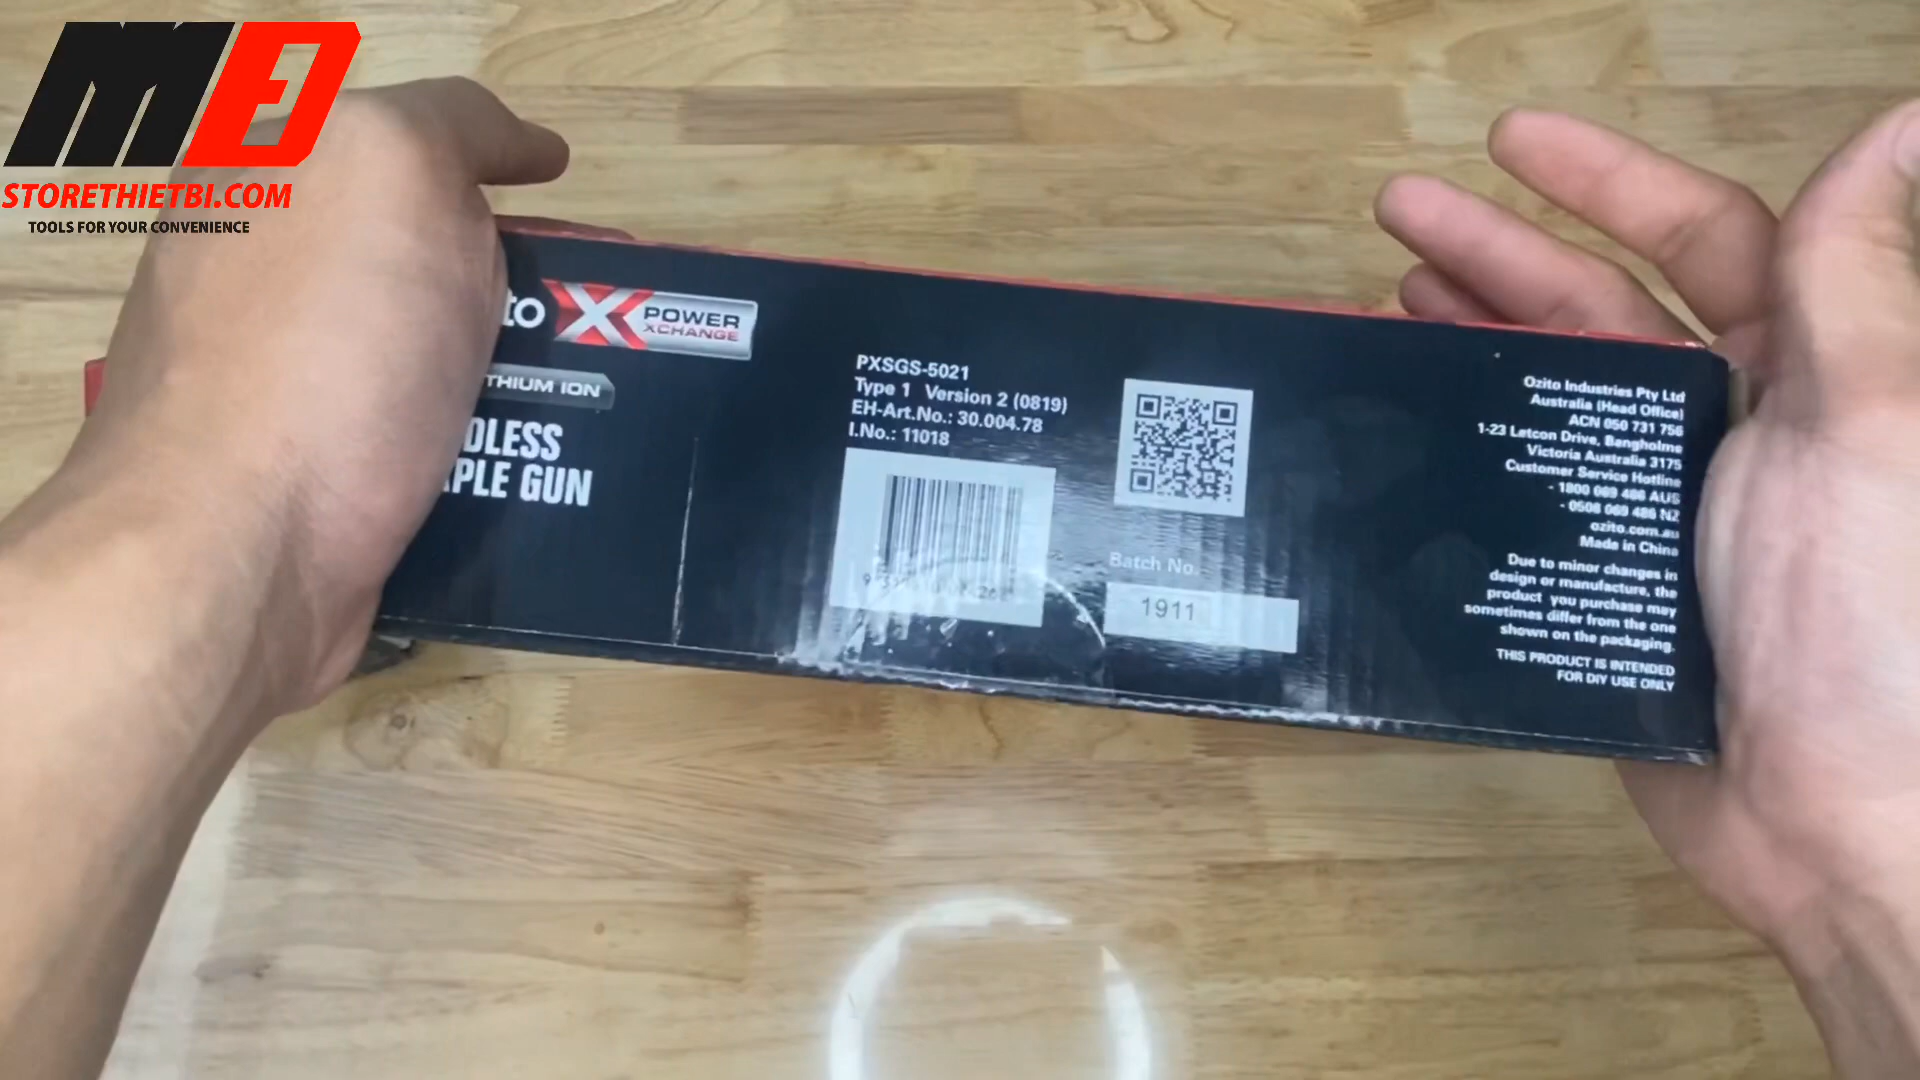 M
STORETHIETBI.COM
TOOLS FOR YOUR CONVENIENCE
to X POWER
XCHANGE
THIUM ION
DLESS
PLE GUN
PXSGS-5021
Type 1 Version 2 (0819)
EH-Art.No.: 30.004.78
I.No.: 11018
Batch No.
1911
Ozito Industries Pty Ltd
Australia (Head Office)
ACN 050 731 756
1-23 Letcon Drive, Bangholme
Victoria Australia 3175
Customer Service Hotline
- 1800 069 486 AUS
- 0508 069 486 NZ
ozito.com.au
Made in China
Due to minor changes in
design or manufacture, the
product you purchase may
sometimes differ from the one
shown on the packaging.
THIS PRODUCT IS INTENDED
FOR DIY USE ONLY